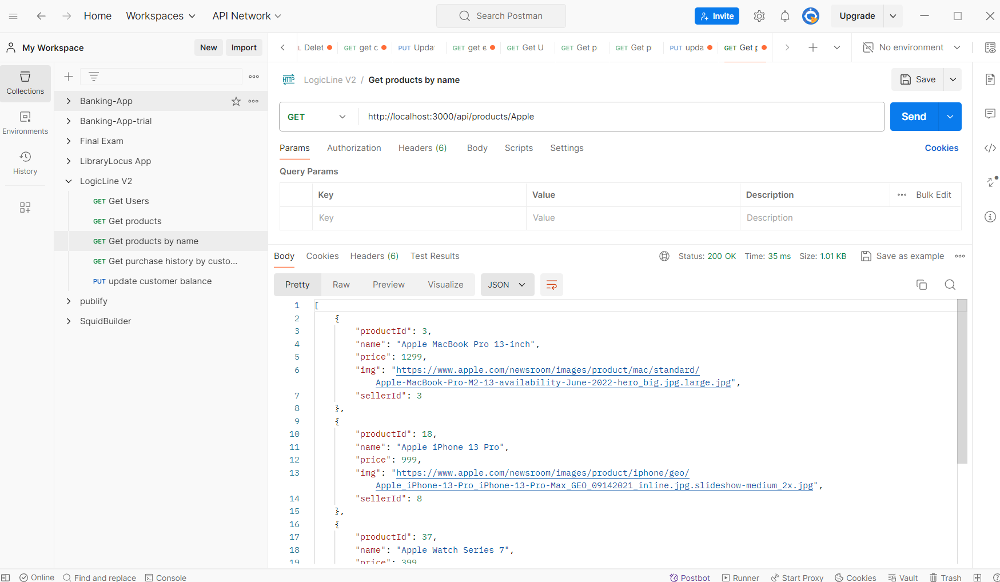 Home Workspaces API Network Search Postman Invite Upgrade
My Workspace New Import
L Delet GET get c PUT Updat GET get e GET Get U GET Get p GET Get p PUT upda GET Get p No environment
Collections
Environments
History
Banking-App
Banking-App-trial
Final Exam
LibraryLocus App
LogicLine V2
GET Get Users
GET Get products
GET Get products by name
GET Get purchase history by custo...
PUT update customer balance
publify
SquidBuilder
HTTP LogicLine V2 / Get products by name Save
GET http://localhost:3000/api/products/Apple Send
Params Authorization Headers (6) Body Scripts Settings Cookies
Query Params
Key Value Description Bulk Edit
Key Value Description
Body Cookies Headers (6) Test Results Status: 200 OK Time: 35 ms Size: 1.01 KB Save as example
Pretty Raw Preview Visualize JSON
1 [
2 {
3 "productId": 3,
4 "name": "Apple MacBook Pro 13-inch",
5 "price": 1299,
6 "img": "https://www.apple.com/newsroom/images/product/mac/standard/
Apple-MacBook-Pro-M2-13-availability-June-2022-hero_big.jpg.large.jpg",
7 "sellerId": 3
8 },
9 {
10 "productId": 18,
11 "name": "Apple iPhone 13 Pro",
12 "price": 999,
13 "img": "https://www.apple.com/newsroom/images/product/iphone/geo/
Apple_iPhone-13-Pro_iPhone-13-Pro-Max_GEO_09142021_inline.jpg.slideshow-medium_2x.jpg",
14 "sellerId": 8
15 },
16 {
17 "productId": 37,
18 "name": "Apple Watch Series 7",
19 "price": 399
Online Find and replace Console Postbot Runner Start Proxy Cookies Vault Trash